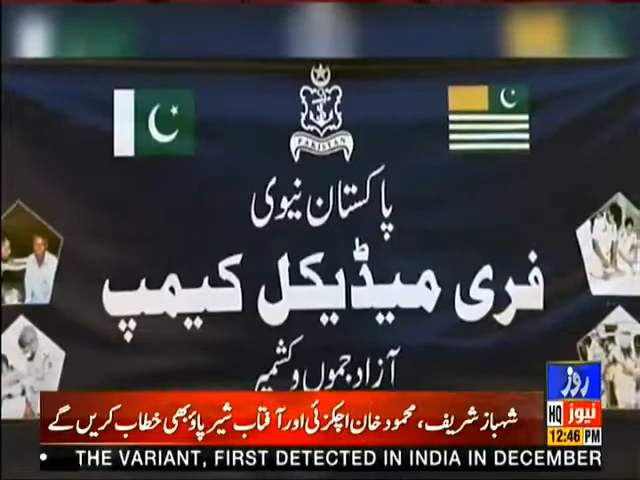 PAKISTAN
پاکستان نیوی
فری میڈیکل کیمپ
آزاد جموں و کشمیر
روز
HQ نیوز
شہباز شریف، محمود خان اچکزئی اور آفتاب شیرپاؤ بھی خطاب کریں گے
12:46 PM
THE VARIANT, FIRST DETECTED IN INDIA IN DECEMBER